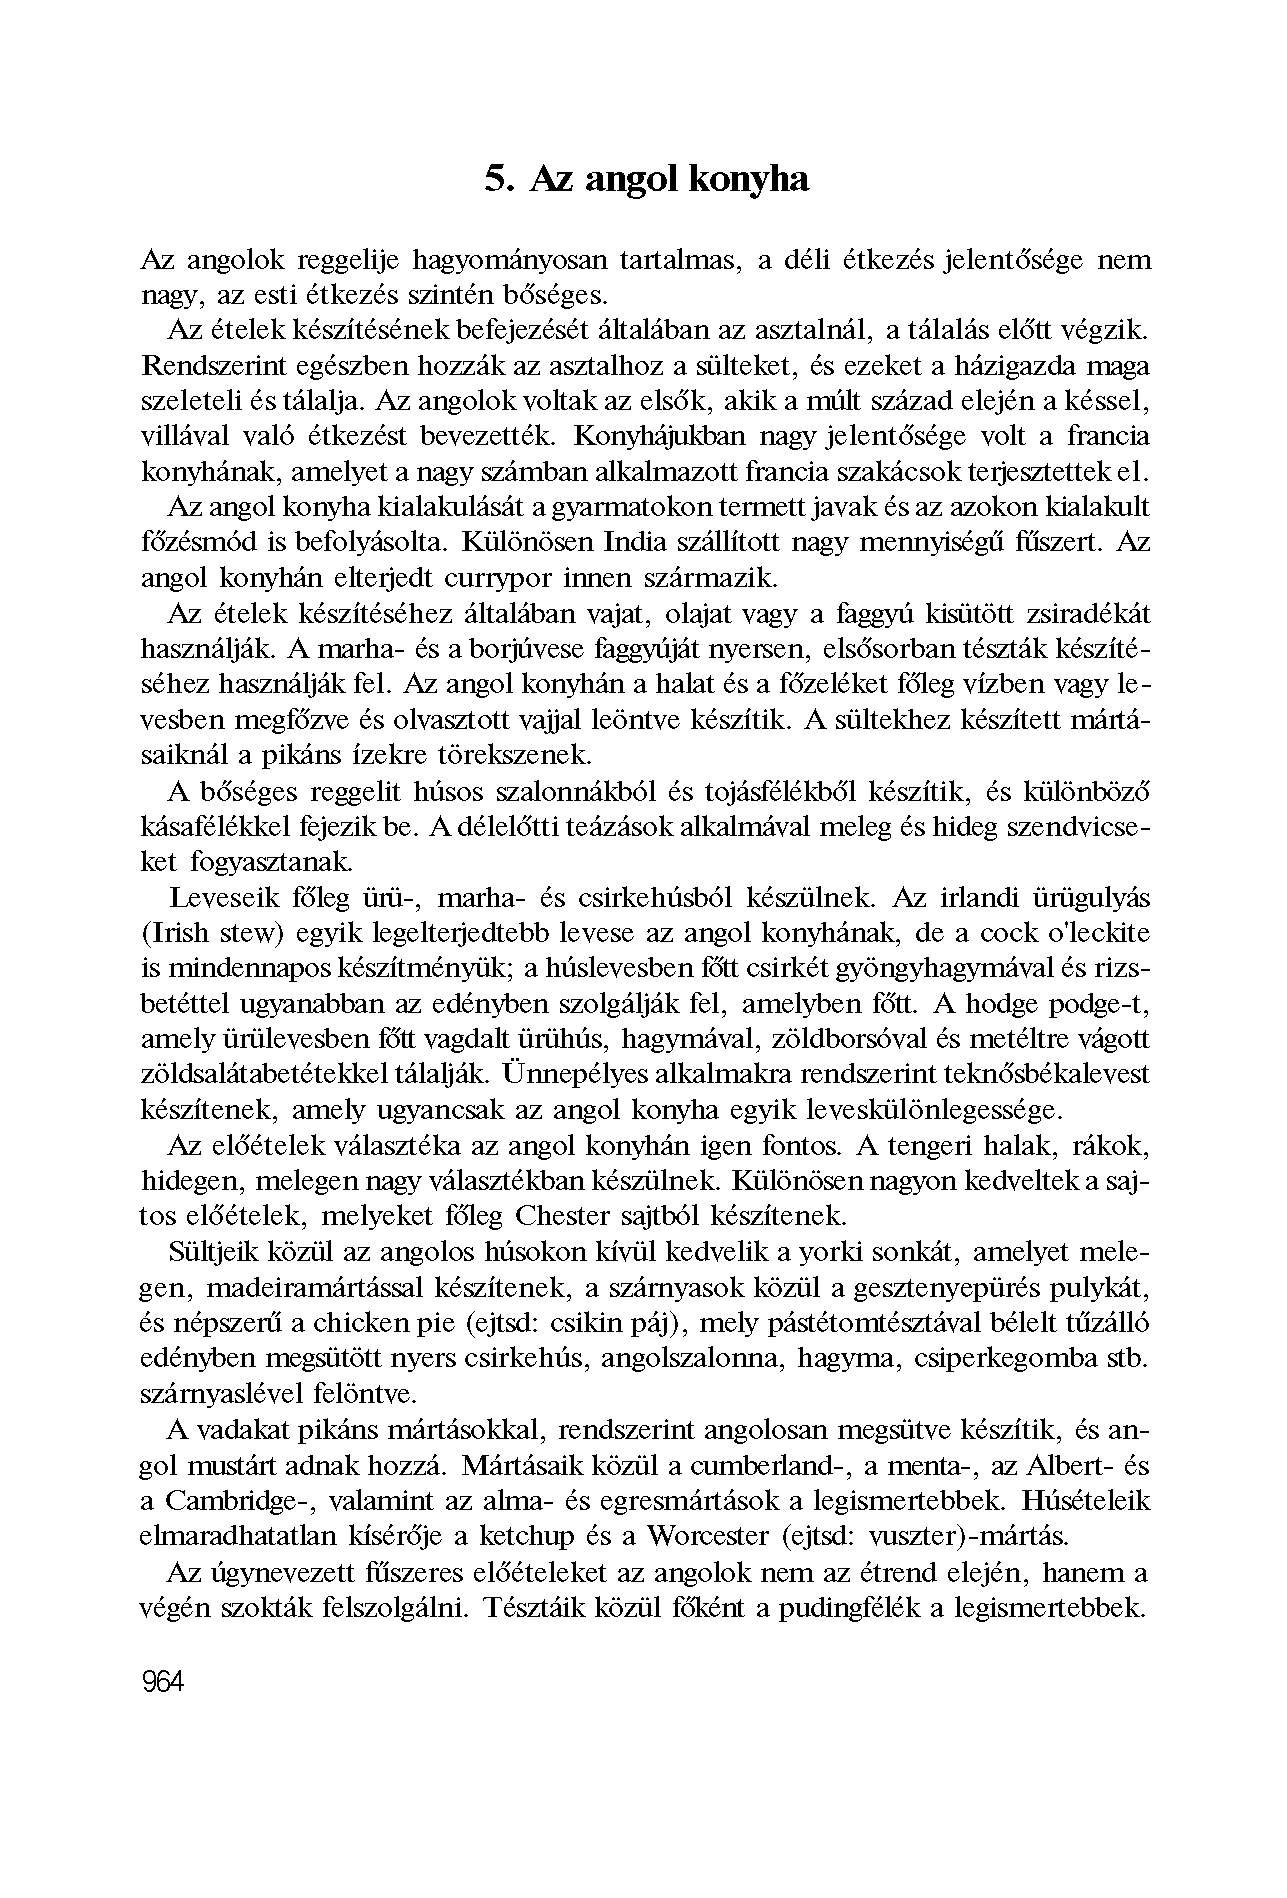 5. Az angol konyha
Az angolok reggelije hagyományosan tartalmas, a déli étkezés jelentősége nem
nagy, az esti étkezés szintén bőséges.
Az ételek készítésének befejezését általában az asztalnál, a tálalás előtt végzik.
Rendszerint egészben hozzák az asztalhoz a sülteket, és ezeket a házigazda maga
szeleteli és tálalja. Az angolok voltak az elsők, akik a múlt század elején a késsel,
villával való étkezést bevezették. Konyhájukban nagy jelentősége volt a francia
konyhának, amelyet a nagy számban alkalmazott francia szakácsok terjesztettek el.
Az angol konyha kialakulását a gyarmatokon termett javak és az azokon kialakult
főzésmód is befolyásolta. Különösen India szállított nagy mennyiségű fűszert. Az
angol konyhán elterjedt currypor innen származik.
Az ételek készítéséhez általában vajat, olajat vagy a faggyú kisütött zsiradékát
használják. A marha- és a borjúvese faggyúját nyersen, elsősorban tészták készíté-
séhez használják fel. Az angol konyhán a halat és a főzeléket főleg vízben vagy le-
vesben megfőzve és olvasztott vajjal leöntve készítik. A sültekhez készített mártá-
saiknál a pikáns ízekre törekszenek.
A bőséges reggelit húsos szalonnákból és tojásfélékből készítik, és különböző
kásafélékkel fejezik be. A délelőtti teázások alkalmával meleg és hideg szendvicse-
ket fogyasztanak.
Leveseik főleg ürü-, marha- és csirkehúsból készülnek. Az irlandi ürügulyás
(Irish stew) egyik legelterjedtebb levese az angol konyhának, de a cock o'leckite
is mindennapos készítményük; a húslevesben főtt csirkét gyöngyhagymával és rizs-
betéttel ugyanabban az edényben szolgálják fel, amelyben főtt. A hodge podge-t,
amely ürülevesben főtt vagdalt ürühús, hagymával, zöldborsóval és metéltre vágott
zöldsalátabetétekkel tálalják. Ünnepélyes alkalmakra rendszerint teknősbékalevest
készítenek, amely ugyancsak az angol konyha egyik leveskülönlegessége.
Az előételek választéka az angol konyhán igen fontos. A tengeri halak, rákok,
hidegen, melegen nagy választékban készülnek. Különösen nagyon kedveltek a saj-
tos előételek, melyeket főleg Chester sajtból készítenek.
Sültjeik közül az angolos húsokon kívül kedvelik a yorki sonkát, amelyet mele-
gen, madeiramártással készítenek, a szárnyasok közül a gesztenyepürés pulykát,
és népszerű a chicken pie (ejtsd: csikin páj), mely pástétomtésztával bélelt tűzálló
edényben megsütött nyers csirkehús, angolszalonna, hagyma, csiperkegomba stb.
szárnyaslével felöntve.
A vadakat pikáns mártásokkal, rendszerint angolosan megsütve készítik, és an-
gol mustárt adnak hozzá. Mártásaik közül a cumberland-, a menta-, az Albert- és
a Cambridge-, valamint az alma- és egresmártások a legismertebbek. Húsételeik
elmaradhatatlan kísérője a ketchup és a Worcester (ejtsd: vuszter)-mártás.
Az úgynevezett fűszeres előételeket az angolok nem az étrend elején, hanem a
végén szokták felszolgálni. Tésztáik közül főként a pudingfélék a legismertebbek.
964